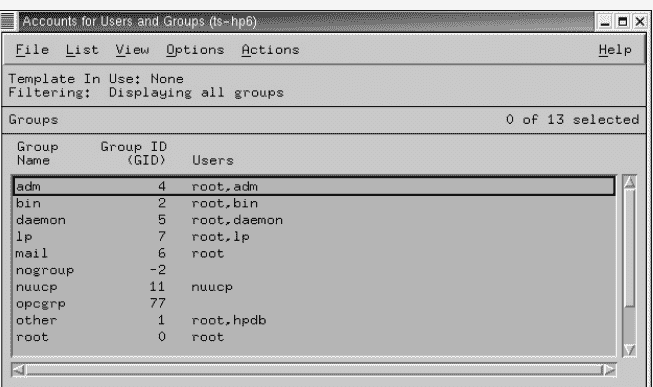 Accounts for Users and Groups (ts-hp6)
File List View Options Actions Help
Template In Use: None
Filtering: Displaying all groups
Groups 0 of 13 selected
Group Group ID
Name (GID) Users
adm 4 root,adm
bin 2 root,bin
daemon 5 root,daemon
lp 7 root,lp
mail 6 root
nogroup -2
nuucp 11 nuucp
opcgrp 77
other 1 root,hpdb
root 0 root